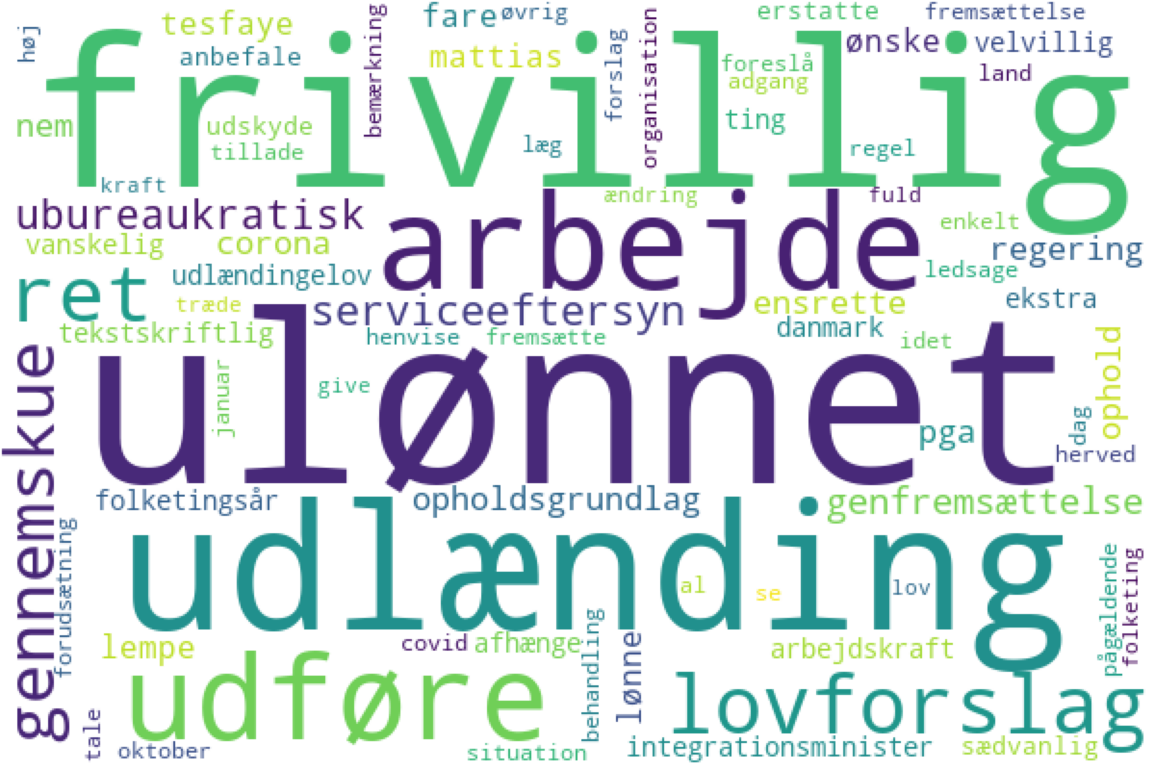 høj
tesfaye
bemærkning
fare
øvrig
erstatte
fremsættelse
anbefale
mattias
forslag
organisation
ønske
velvillig
frivillig
foreslå
land
adgang
nem
udskyde
ting
tillade
læg
regel
kraft
ændring
fuld
ubureaukratisk
arbejde
enkelt
vanskelig
corona
regering
udlændingelov
ledsage
ret
træde
serviceeftersyn
ensrette
ekstra
tekstskriftlig
henvise
fremsætte
danmark
idet
gennemskue
ulønnet
januar
give
ophold
dag
pga
herved
folketingsår
opholdsgrundlag
genfremsættelse
forudsætning
udlænding
al
se
lov
pågældende
folketing
lempe
covid
afhænge
behandling
lønne
arbejdskraft
udføre
lovforslag
tale
oktober
situation
integrationsminister
sædvanlig